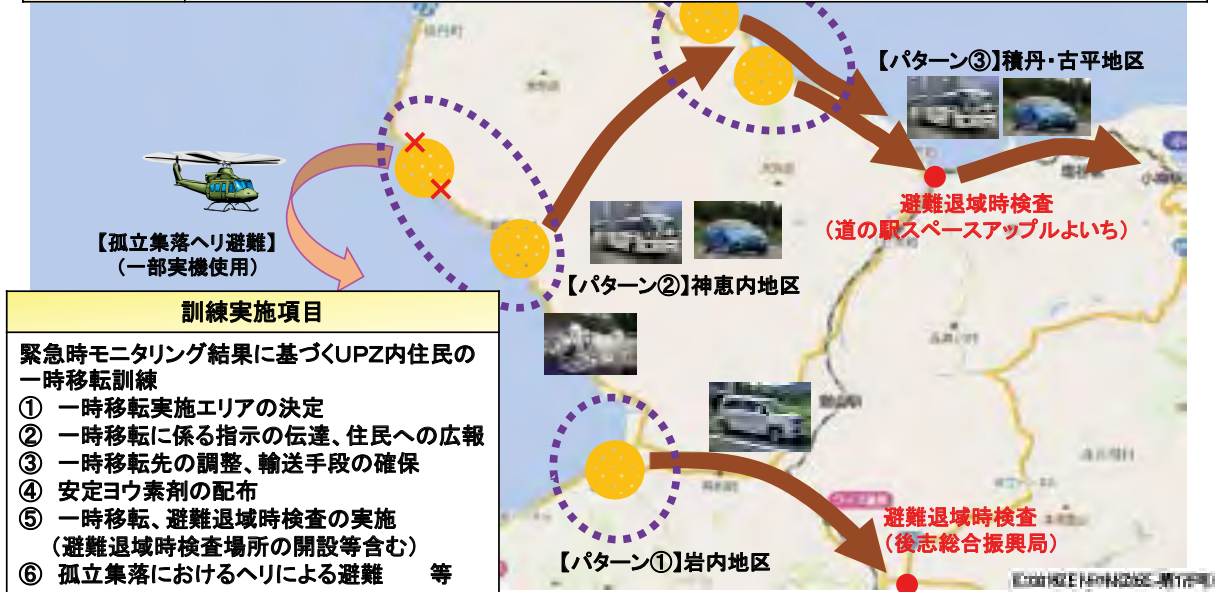 【パターン③】積丹・古平地区
避難退域時検査
（道の駅スペースアップルよいち）
【孤立集落ヘリ避難】
（一部実機使用）
【パターン②】神恵内地区
訓練実施項目
緊急時モニタリング結果に基づくUPZ内住民の
一時移転訓練
① 一時移転実施エリアの決定
② 一時移転に係る指示の伝達、住民への広報
③ 一時移転先の調整、輸送手段の確保
④ 安定ヨウ素剤の配布
⑤ 一時移転、避難退域時検査の実施
（避難退域時検査場所の開設等含む）
⑥ 孤立集落におけるヘリによる避難 等
避難退域時検査
（後志総合振興局）
【パターン①】岩内地区